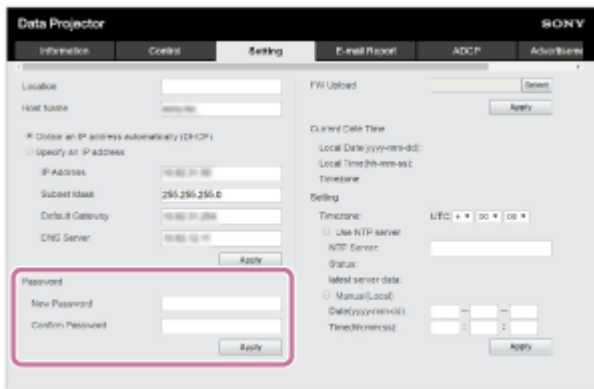 Data Projector
SONY
Information
Control
Setting
E-mail Report
ADCP
Advertiseme
Location
Host Name
Obtain an IP address automatically (DHCP)
Specify an IP address
IP Address
Subnet Mask
255.255.255.0
Default Gateway
DNS Server
Apply
Password
New Password
Confirm Password
Apply
FW Upload
Select
Apply
Current Date Time
Local Date(yyyy-mm-dd):
Local Time(hh-mm-ss):
Timezone
Setting
Timezone:
UTC + 00 00
Use NTP server
NTP Server:
Status:
latest server data:
Manual(Local)
Date(yyyy-mm-dd):
Time(hh:mm:ss):
Apply